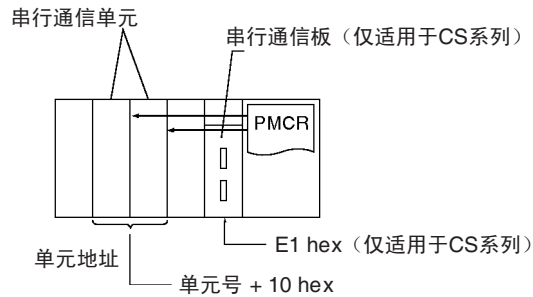 串行通信单元
串行通信板（仅适用于CS系列）
PMCR
E1 hex（仅适用于CS系列）
单元地址
单元号 + 10 hex